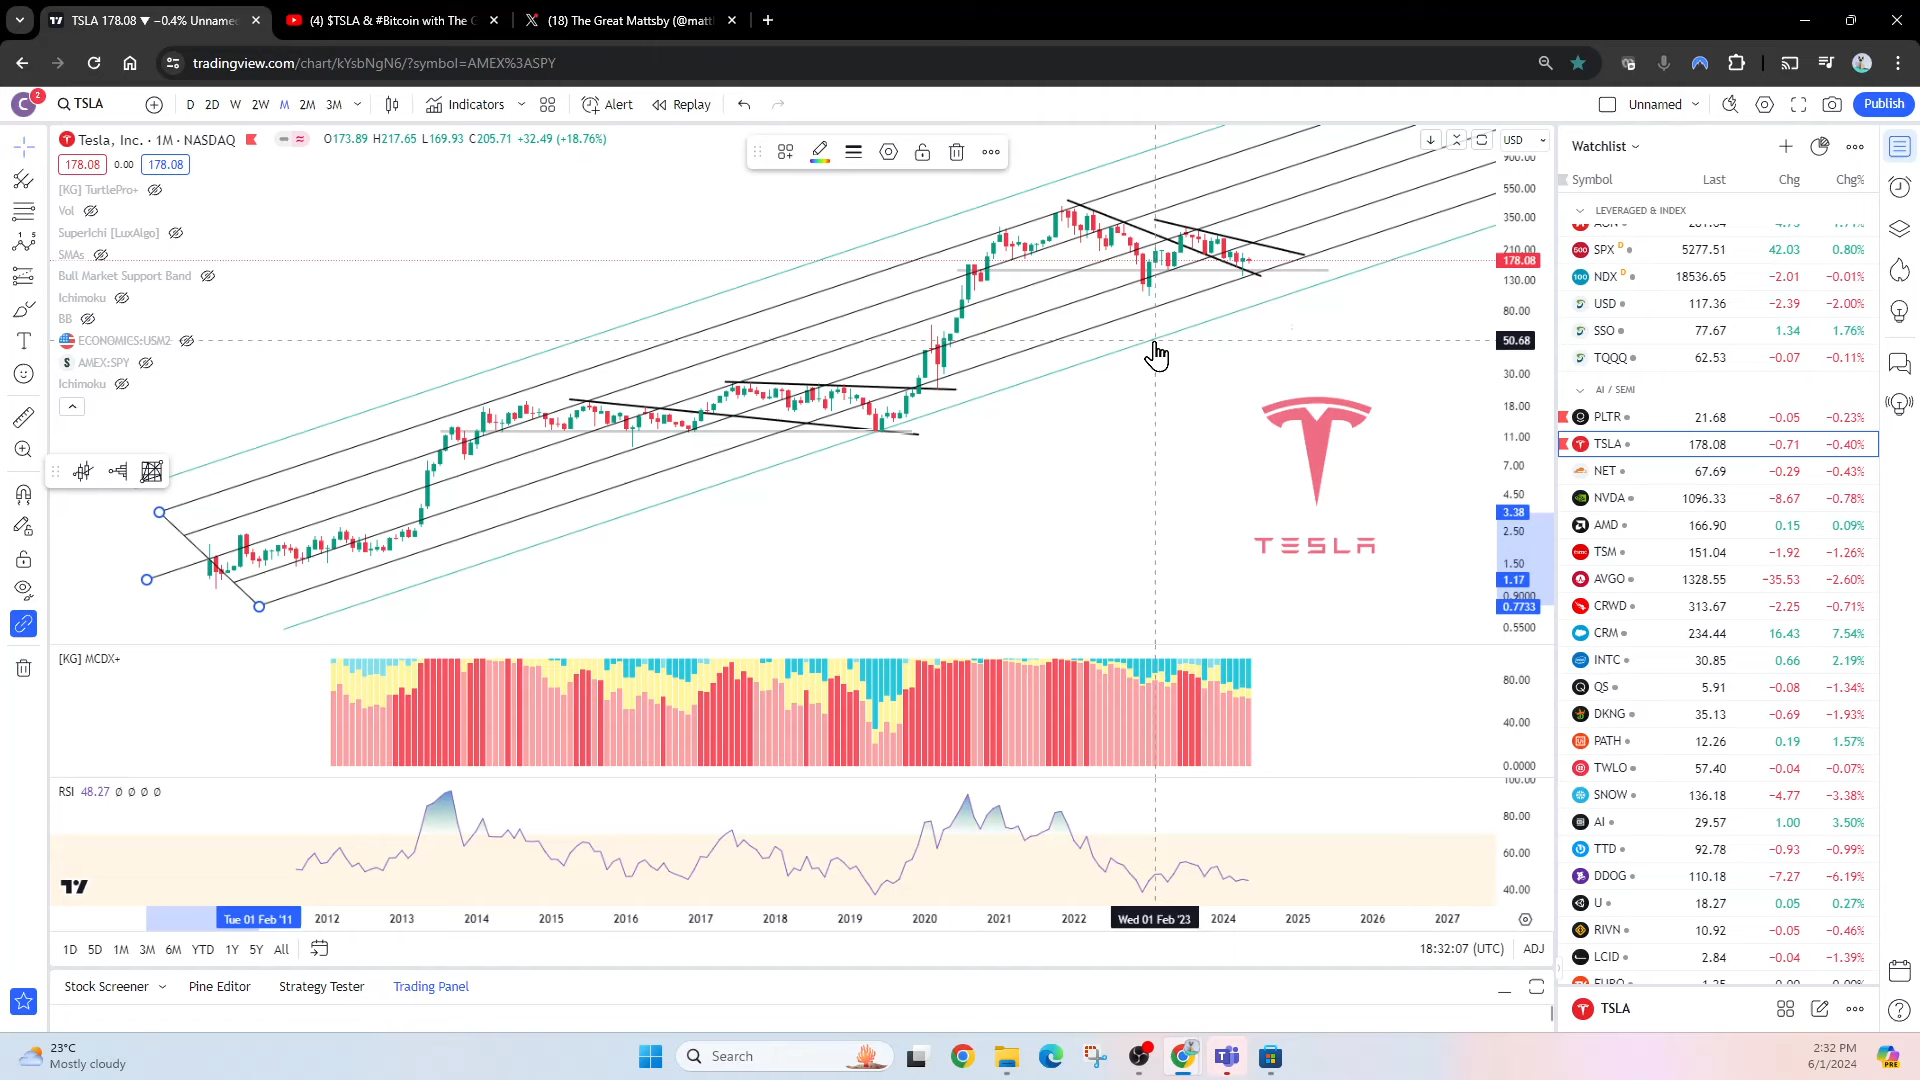 TSLA 178.08 ▼ −0.4% Unname
(4) $TSLA & #Bitcoin with The G
(18) The Great Mattsby (@matt
tradingview.com/chart/kYsbNgN6/?symbol=AMEX%3ASPY
C 2 TSLA D 2D W 2W M 2M 3M Indicators Alert Replay Unnamed Publish
Tesla, Inc. · 1M · NASDAQ O173.89 H217.65 L169.93 C205.71 +32.49 (+18.76%)
178.08 0.00 178.08
[KG] TurtlePro+
Vol
SuperIchi [LuxAlgo]
SMAs
Bull Market Support Band
Ichimoku
BB
ECONOMICS:USM2
AMEX:SPY
Ichimoku
USD
900.00
550.00
350.00
210.00
178.08
130.00
80.00
50.68
30.00
18.00
11.00
7.00
4.50
3.38
2.50
1.50
1.17
0.9000
0.7733
0.5500
TESLA
[KG] MCDX+
80.00
40.00
0.0000
RSI 48.27 Ø Ø Ø Ø
100.00
80.00
60.00
40.00
Tue 01 Feb '11 2012 2013 2014 2015 2016 2017 2018 2019 2020 2021 2022 Wed 01 Feb '23 2024 2025 2026 2027
1D 5D 1M 3M 6M YTD 1Y 5Y All 18:32:07 (UTC) ADJ
Stock Screener Pine Editor Strategy Tester Trading Panel
Watchlist
Symbol Last Chg Chg%
LEVERAGED & INDEX
SPX D 5277.51 42.03 0.80%
NDX D 18536.65 −2.01 −0.01%
USD 117.36 −2.39 −2.00%
SSO 77.67 1.34 1.76%
TQQQ 62.53 −0.07 −0.11%
AI / SEMI
PLTR 21.68 −0.05 −0.23%
TSLA 178.08 −0.71 −0.40%
NET 67.69 −0.29 −0.43%
NVDA 1096.33 −8.67 −0.78%
AMD 166.90 0.15 0.09%
TSM 151.04 −1.92 −1.26%
AVGO 1328.55 −35.53 −2.60%
CRWD 313.67 −2.25 −0.71%
CRM 234.44 16.43 7.54%
INTC 30.85 0.66 2.19%
QS 5.91 −0.08 −1.34%
DKNG 35.13 −0.69 −1.93%
PATH 12.26 0.19 1.57%
TWLO 57.40 −0.04 −0.07%
SNOW 136.18 −4.77 −3.38%
AI 29.57 1.00 3.50%
TTD 92.78 −0.93 −0.99%
DDOG 110.18 −7.27 −6.19%
U 18.27 0.05 0.27%
RIVN 10.92 −0.05 −0.46%
LCID 2.84 −0.04 −1.39%
TSLA
23°C
Mostly cloudy
Search
2:32 PM
6/1/2024